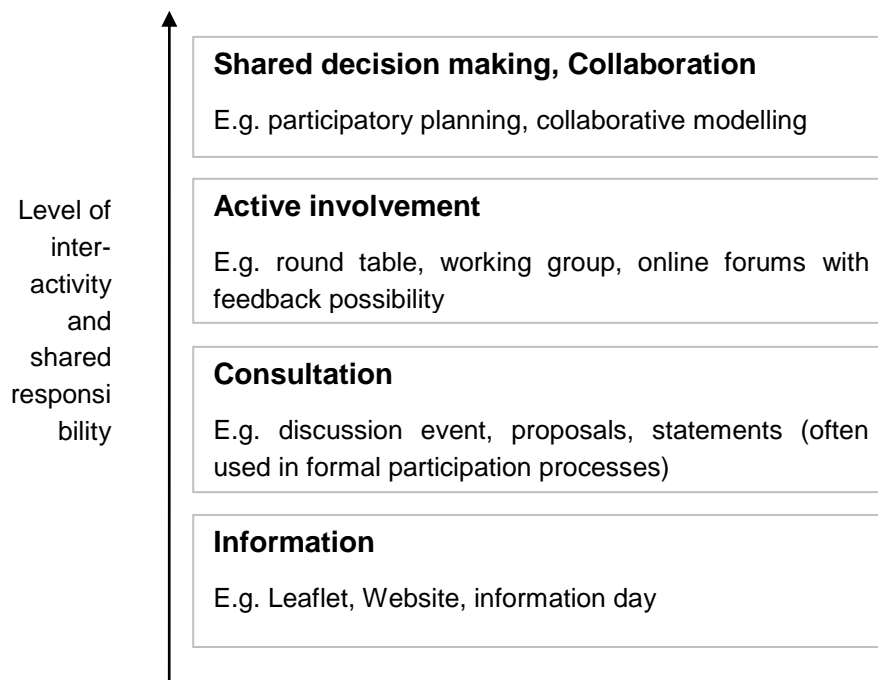 Shared decision making, Collaboration
E.g. participatory planning, collaborative modelling
Level of
inter-
activity
and
shared
responsi
bility
Active involvement
E.g. round table, working group, online forums with
feedback possibility
Consultation
E.g. discussion event, proposals, statements (often
used in formal participation processes)
Information
E.g. Leaflet, Website, information day